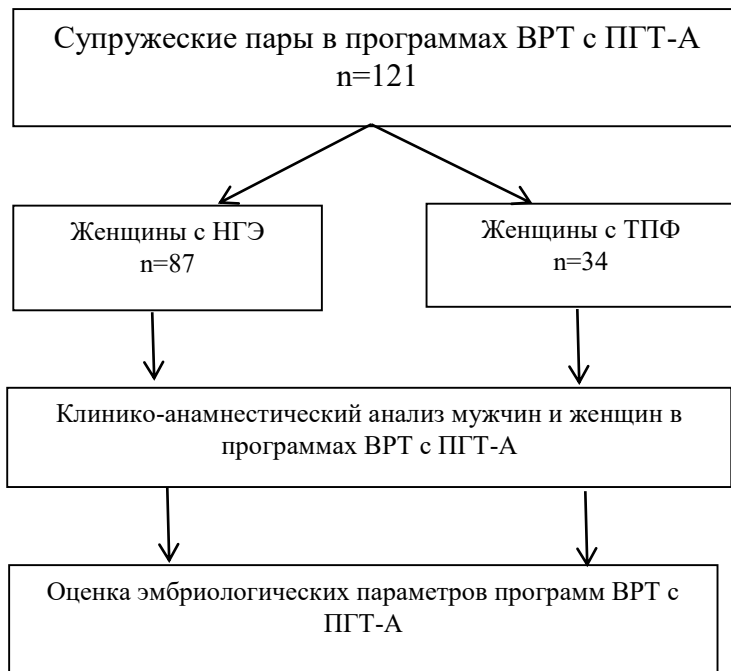 Супружеские пары в программах ВРТ с ПГТ-А
n=121
Женщины с НГЭ
n=87
Женщины с ТПФ
n=34
Клинико-анамнестический анализ мужчин и женщин в
программах ВРТ с ПГТ-А
Оценка эмбриологических параметров программ ВРТ с
ПГТ-А